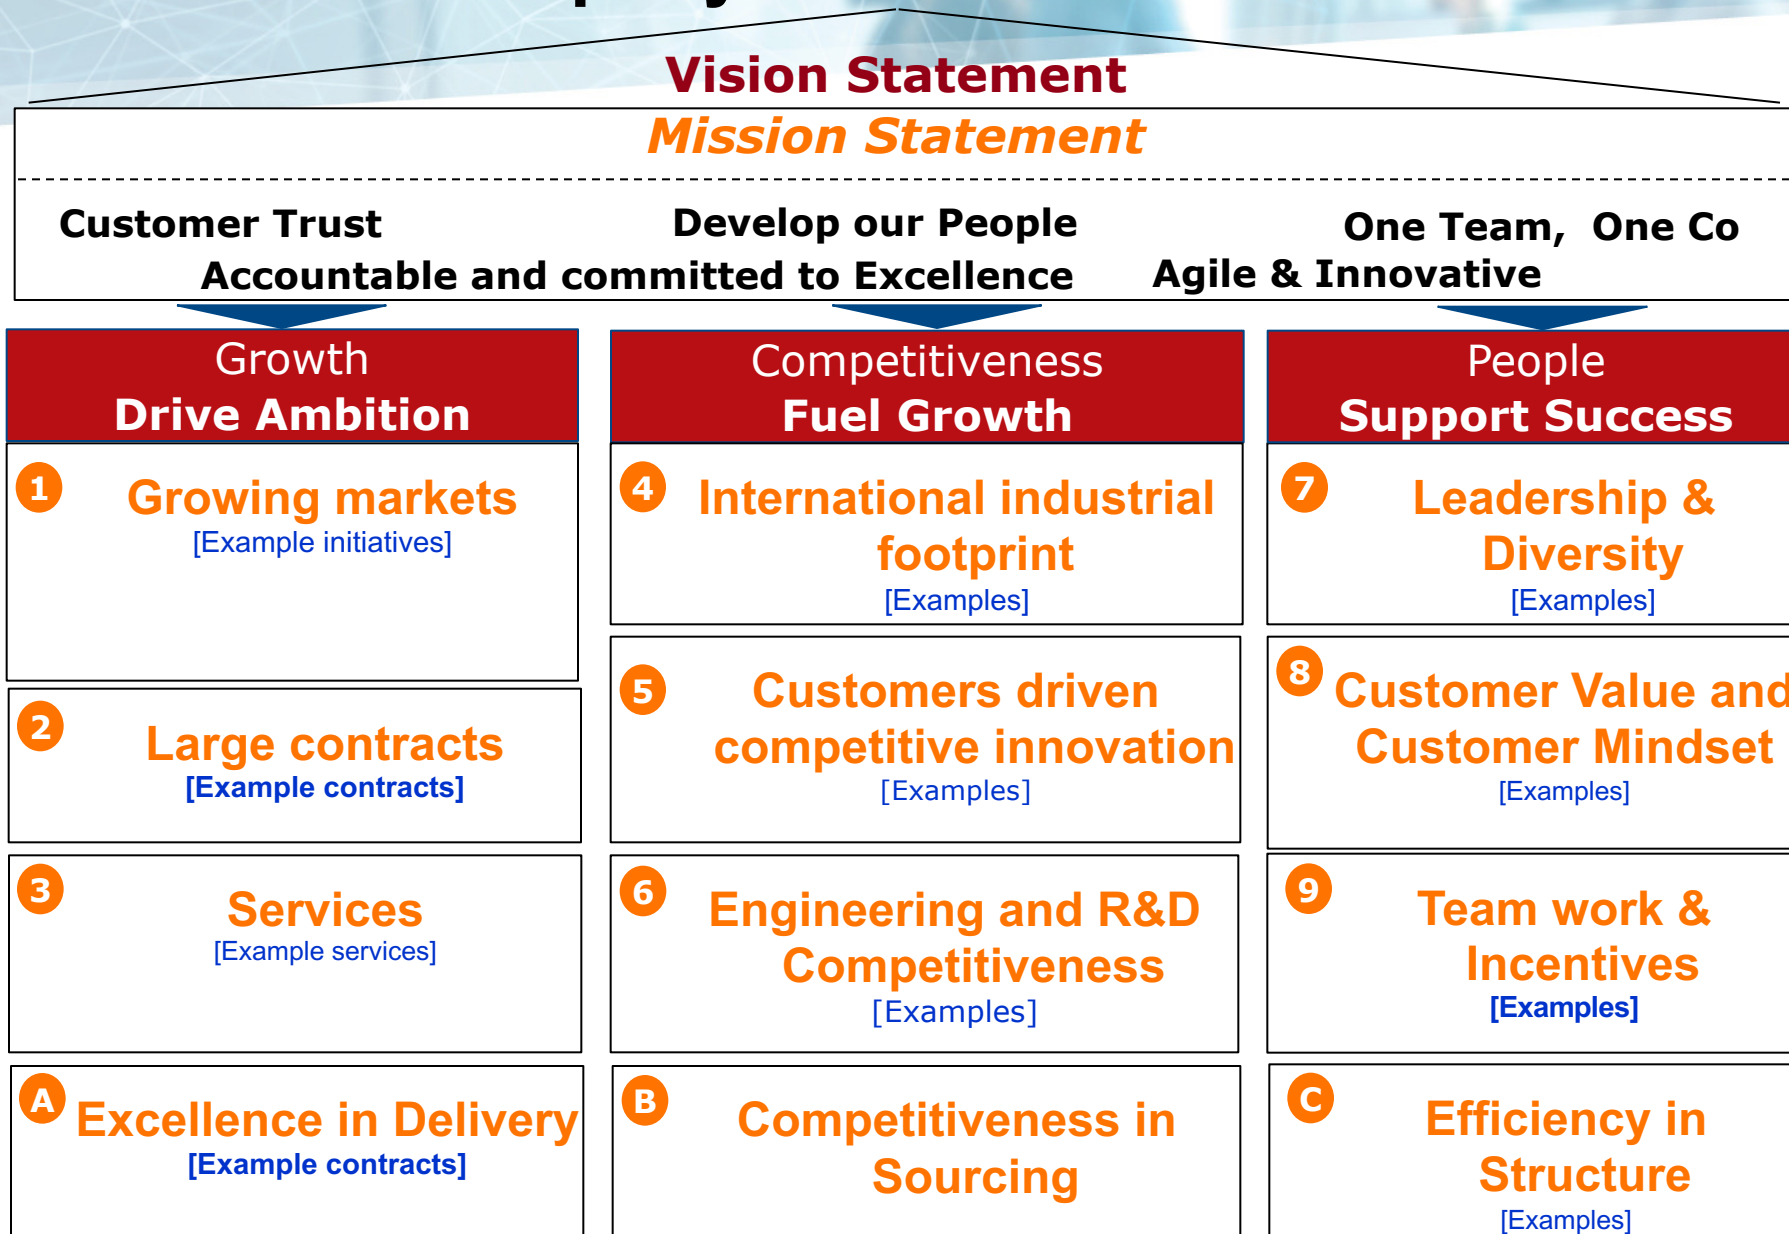 Vision Statement
Mission Statement
Customer Trust
Develop our People
One Team, One Co
Accountable and committed to Excellence
Agile & Innovative
Growth
Drive Ambition
1
Growing markets
[Example initiatives]
2
Large contracts
[Example contracts]
3
Services
[Example services]
A
Excellence in Delivery
[Example contracts]
Competitiveness
Fuel Growth
4
International industrial
footprint
[Examples]
5
Customers driven
competitive innovation
[Examples]
6
Engineering and R&D
Competitiveness
[Examples]
B
Competitiveness in
Sourcing
People
Support Success
7
Leadership &
Diversity
[Examples]
8
Customer Value and
Customer Mindset
[Examples]
9
Team work &
Incentives
[Examples]
C
Efficiency in
Structure
[Examples]